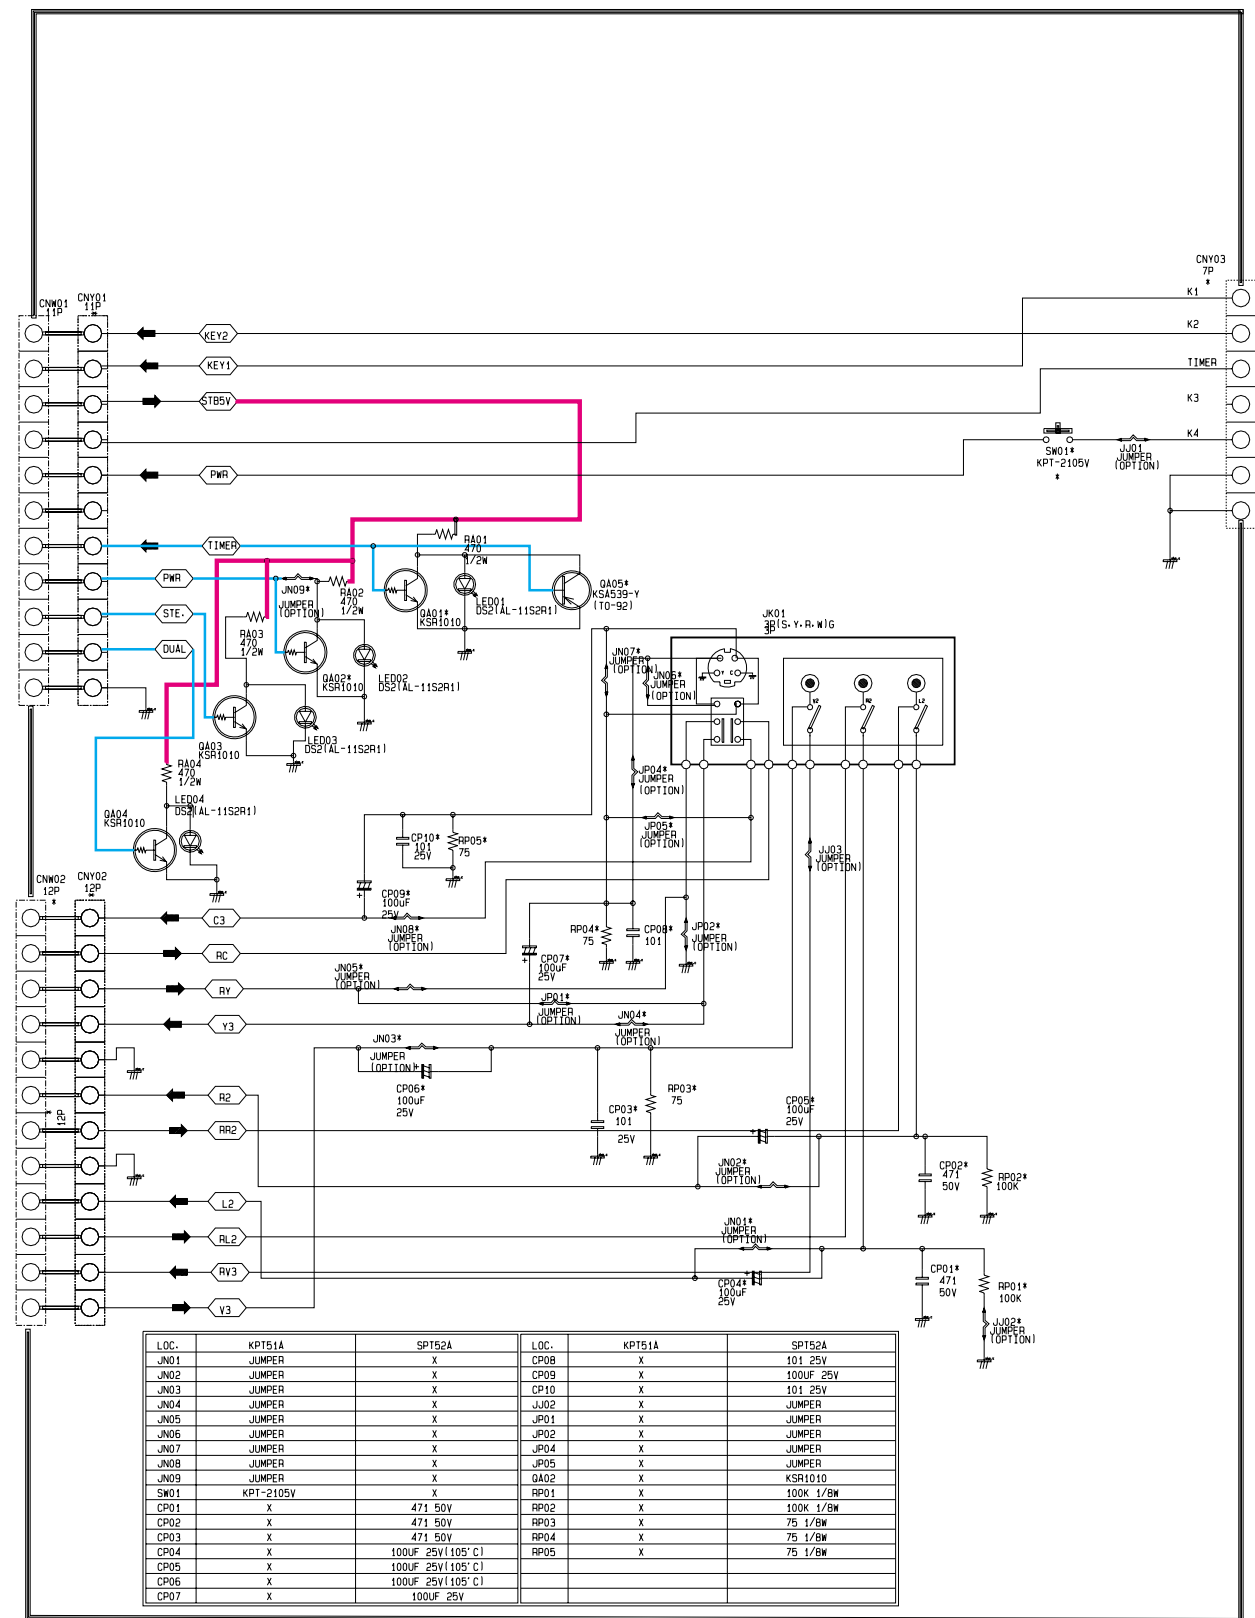 CNW01
11P
CNY01
11P
*
CNY03
7P
*
K1
K2
TIMER
K3
K4
KEY2
KEY1
STB5V
PWR
TIMER
PWR
STE.
DUAL
SW01*
KPT-2105V
*
JJ01
JUMPER
(OPTION)
RA01
470
1/2W
JN09*
JUMPER
(OPTION)
RA02
470
1/2W
QA01*
KSR1010
LED01
DS2(AL-11S2R1)
QA05*
KSA539-Y
(TO-92)
RA03
470
1/2W
QA02*
KSR1010
LED02
DS2(AL-11S2R1)
QA03
KSR1010
LED03
DS2(AL-11S2R1)
RA04
470
1/2W
LED04
DS2(AL-11S2R1)
QA04
KSR1010
JK01
3P(S.Y.R.W)G
3P
Y C
V2
R2
L2
JN07*
JUMPER
(OPTION)
JN06*
JUMPER
(OPTION)
JP04*
JUMPER
(OPTION)
JP05*
JUMPER
(OPTION)
JJ03
JUMPER
(OPTION)
CP10*
101
25V
RP05*
75
CNW02
12P
*
CNY02
12P
*
CP09*
100uF
25V
JN08*
JUMPER
(OPTION)
C3
RC
RY
Y3
R2
RR2
L2
RL2
RV3
V3
* 12P
RP04*
75
CP08*
101
JP02*
JUMPER
(OPTION)
CP07*
100uF
25V
JN05*
JUMPER
(OPTION)
JP01*
JUMPER
(OPTION)
JN04*
JUMPER
(OPTION)
JN03*
JUMPER
(OPTION)
CP06*
100uF
25V
CP03*
101
25V
RP03*
75
CP05*
100uF
25V
JN02*
JUMPER
(OPTION)
CP02*
471
50V
RP02*
100K
JN01*
JUMPER
(OPTION)
CP04*
100uF
25V
CP01*
471
50V
RP01*
100K
JJ02*
JUMPER
(OPTION)
LOC. KPT51A SPT52A LOC. KPT51A SPT52A
JN01 JUMPER X CP08 X 101 25V
JN02 JUMPER X CP09 X 100UF 25V
JN03 JUMPER X CP10 X 101 25V
JN04 JUMPER X JJ02 X JUMPER
JN05 JUMPER X JP01 X JUMPER
JN06 JUMPER X JP02 X JUMPER
JN07 JUMPER X JP04 X JUMPER
JN08 JUMPER X JP05 X JUMPER
JN09 JUMPER X QA02 X KSR1010
SW01 KPT-2105V X RP01 X 100K 1/8W
CP01 X 471 50V RP02 X 100K 1/8W
CP02 X 471 50V RP03 X 75 1/8W
CP03 X 471 50V RP04 X 75 1/8W
CP04 X 100UF 25V(105'C) RP05 X 75 1/8W
CP05 X 100UF 25V(105'C)
CP06 X 100UF 25V(105'C)
CP07 X 100UF 25V